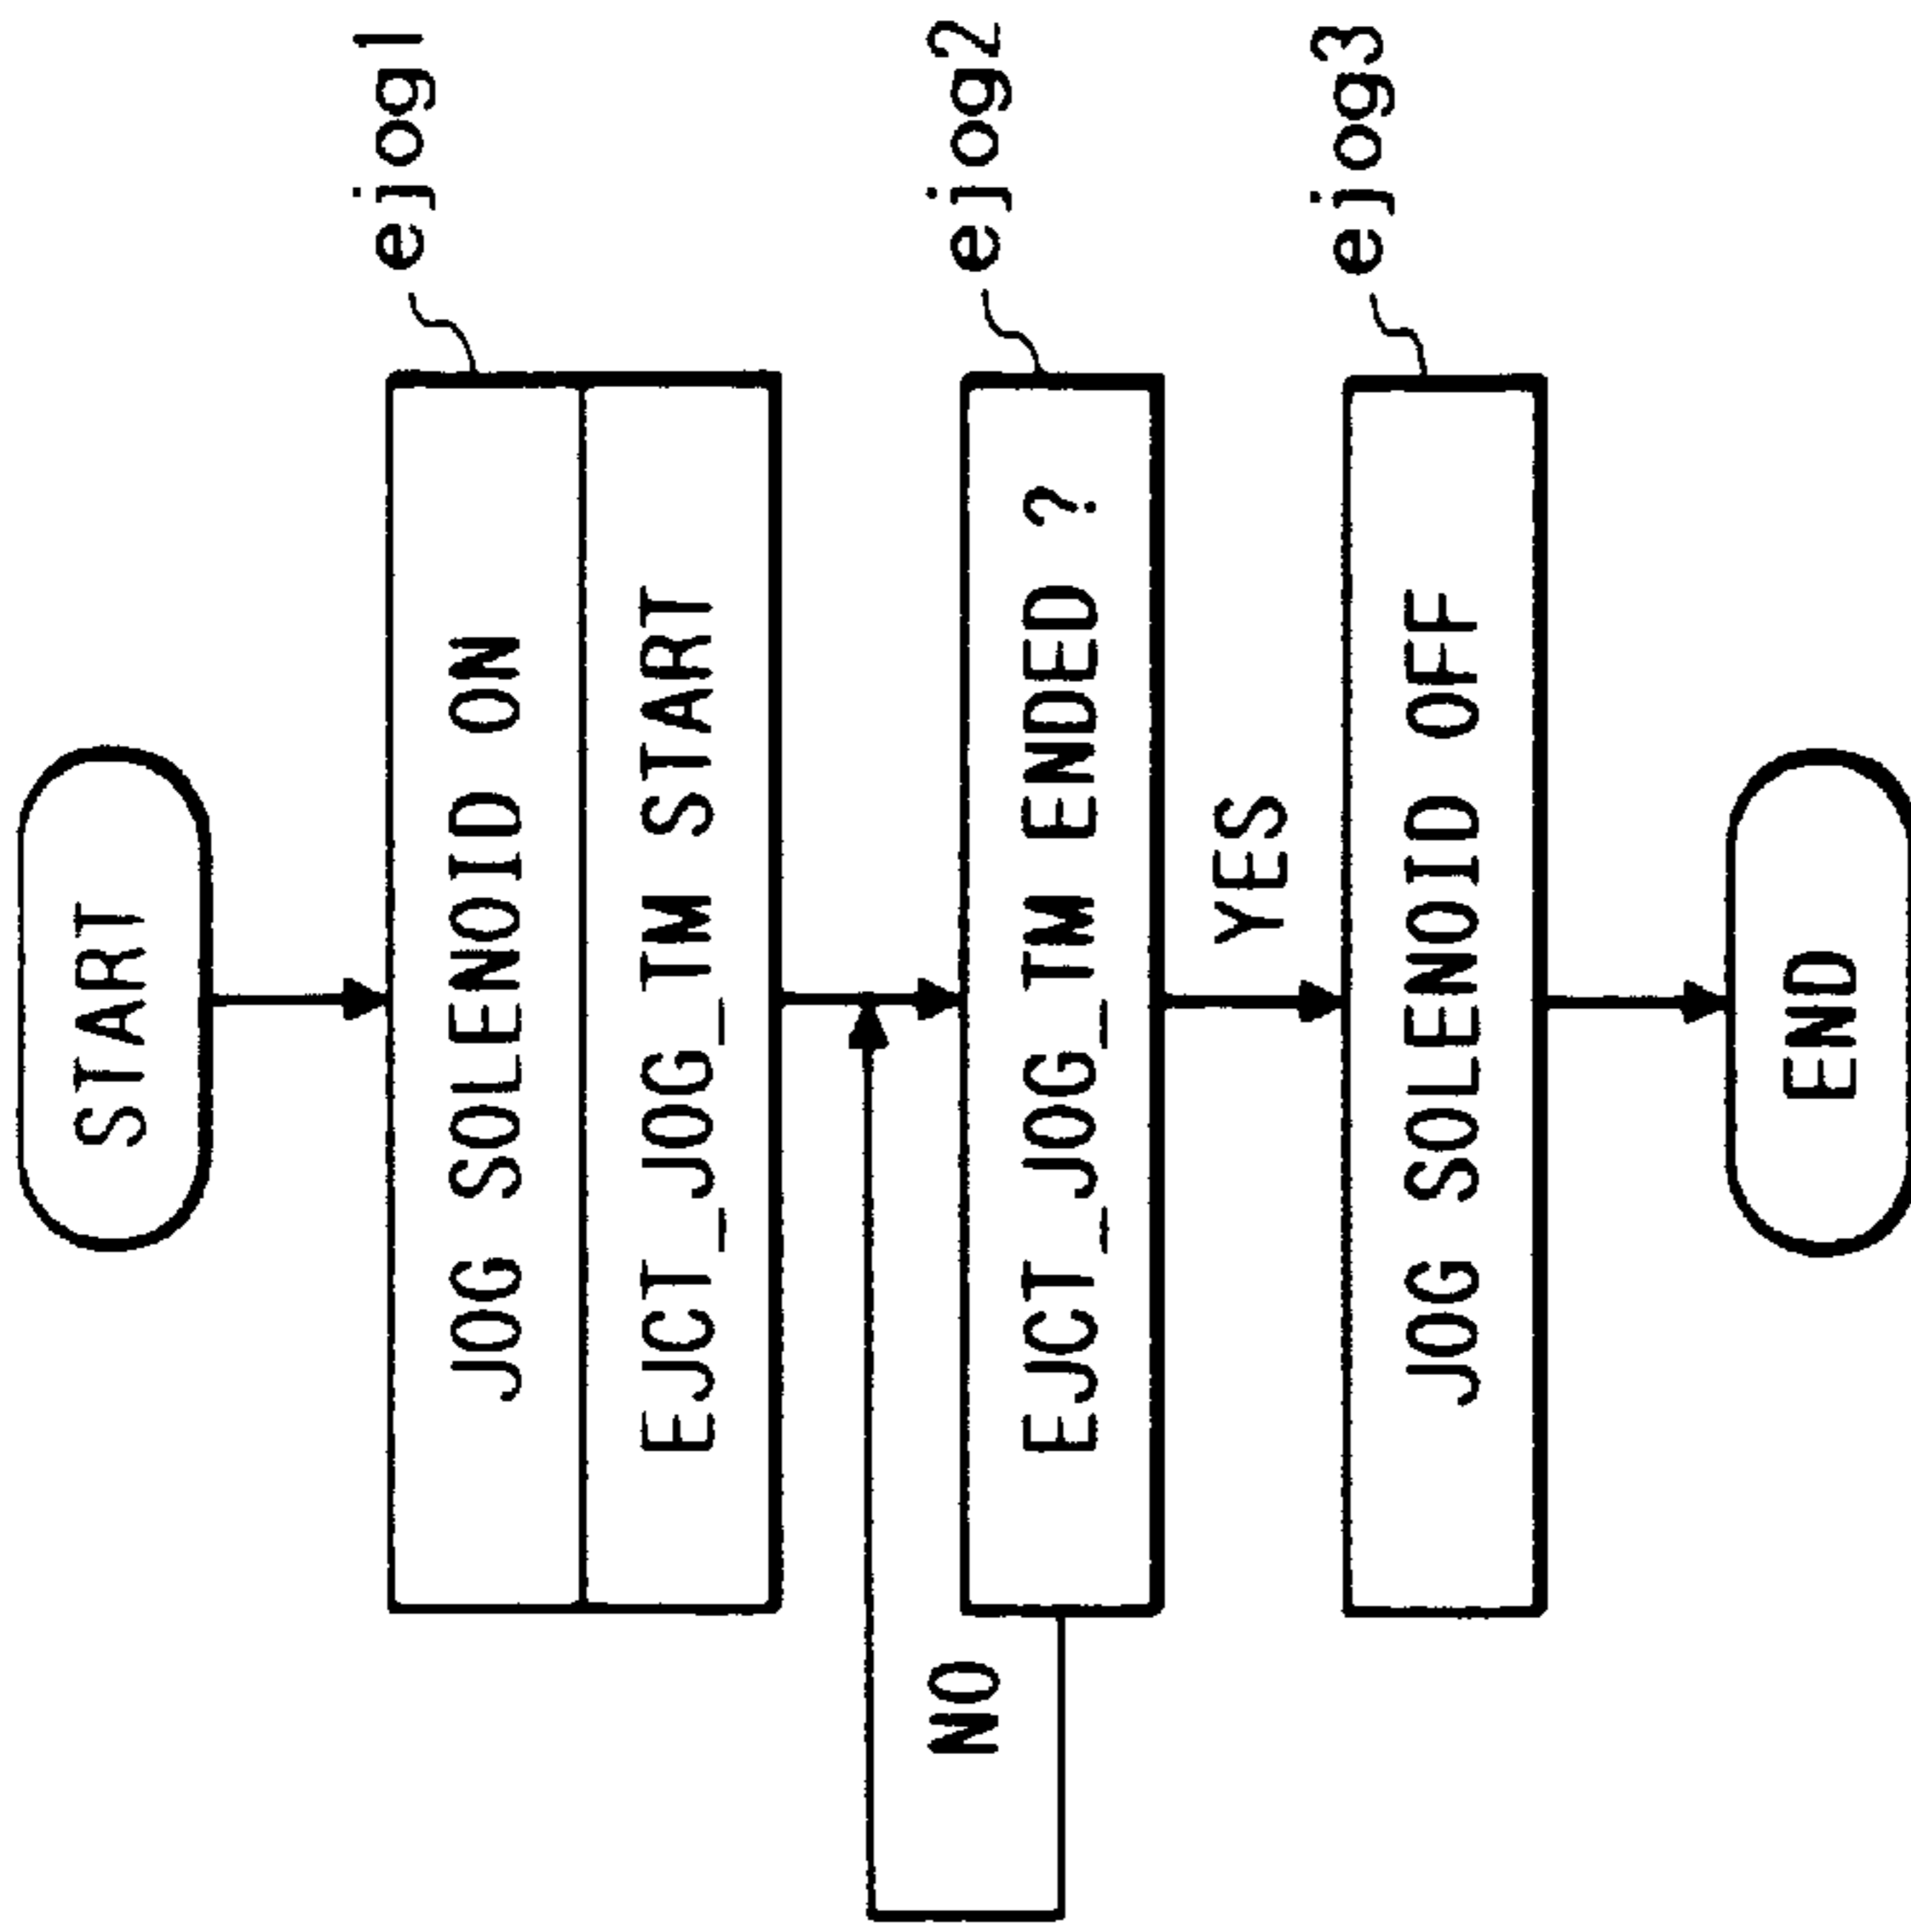 START
JOG SOLENOID ON
ejog1
EJCT_JOG_TM START
EJCT_JOG_TM ENDED ?
ejog2
NO
YES
JOG SOLENOID OFF
ejog3
END